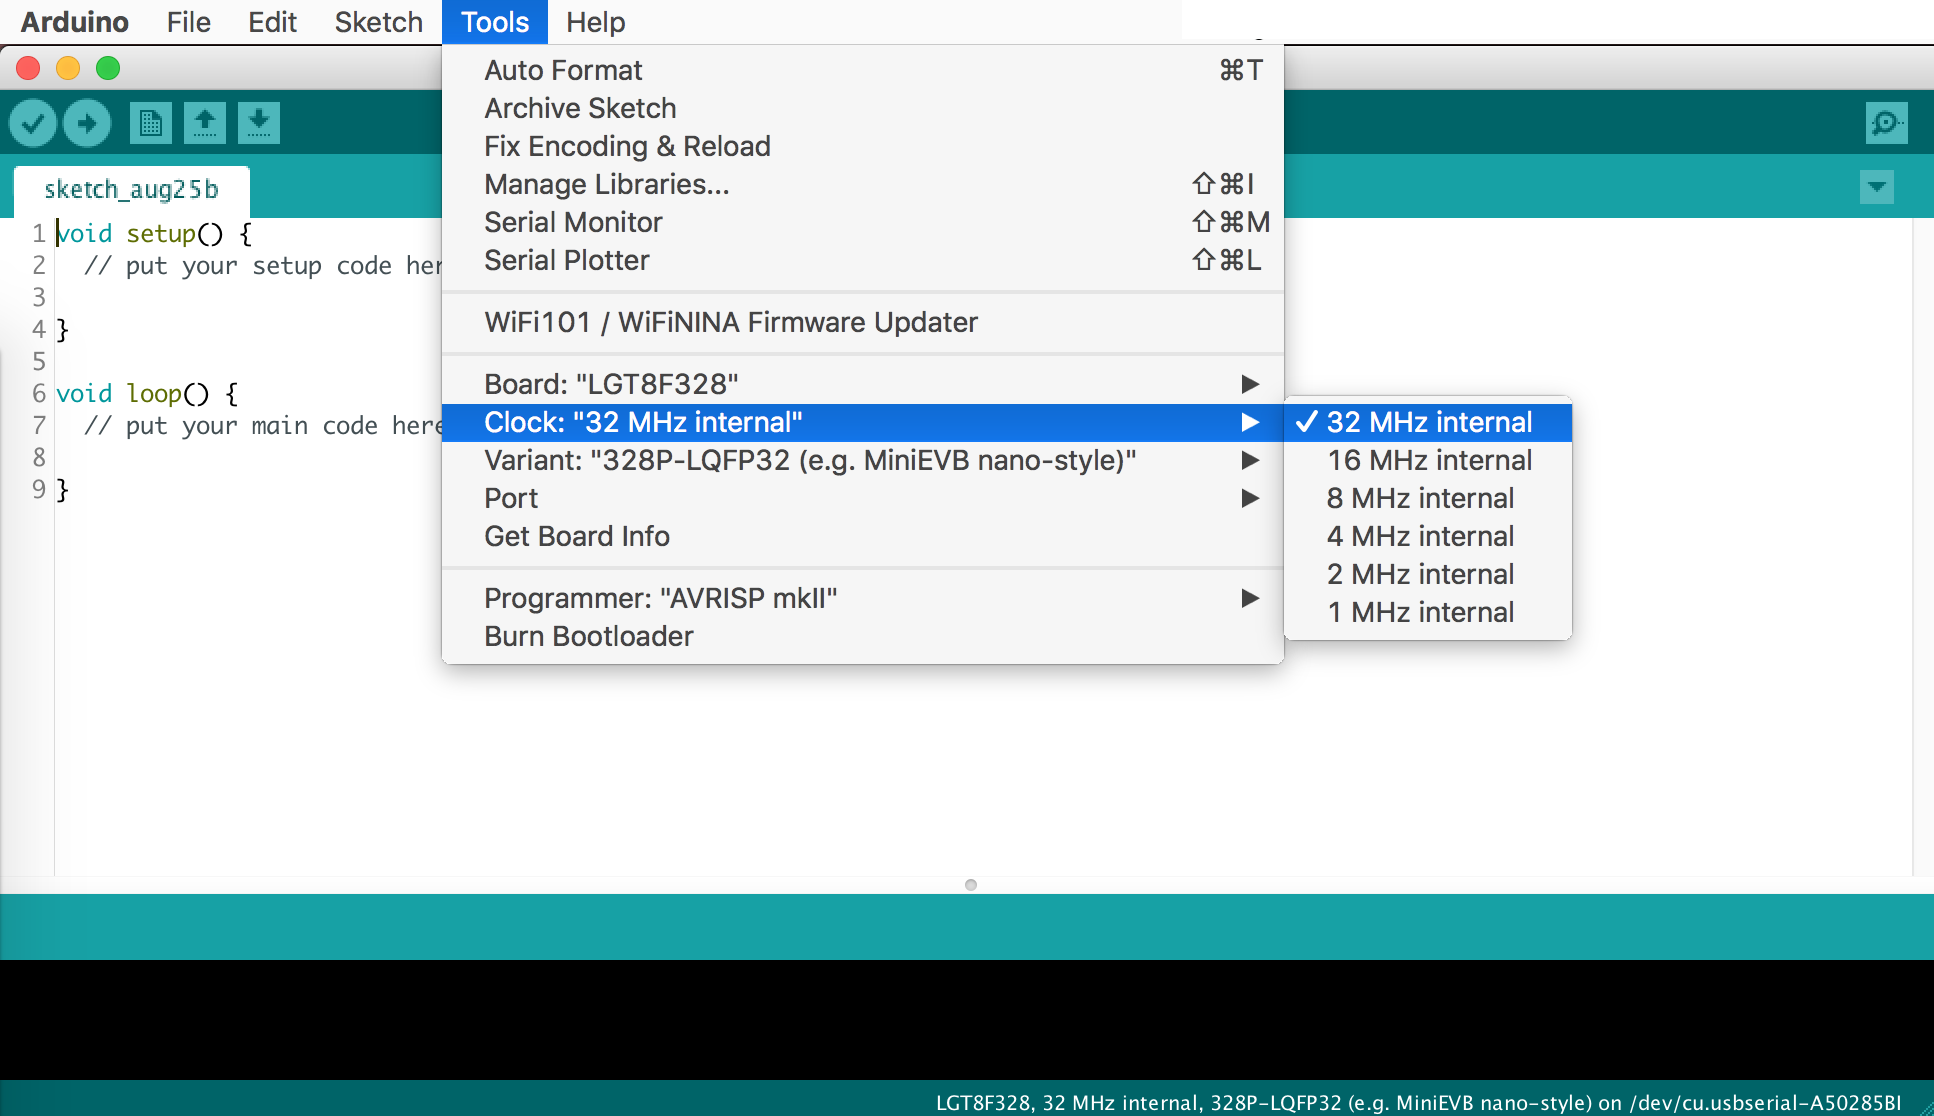 Arduino File Edit Sketch Tools Help
Auto Format ⌘T
Archive Sketch
Fix Encoding & Reload
Manage Libraries... ⇧⌘I
Serial Monitor ⇧⌘M
Serial Plotter ⇧⌘L
WiFi101 / WiFiNINA Firmware Updater
Board: "LGT8F328"
Clock: "32 MHz internal"
Variant: "328P-LQFP32 (e.g. MiniEVB nano-style)"
Port
Get Board Info
Programmer: "AVRISP mkII"
Burn Bootloader
✓ 32 MHz internal
16 MHz internal
8 MHz internal
4 MHz internal
2 MHz internal
1 MHz internal
sketch_aug25b
1 void setup() {
2 // put your setup code her
3
4 }
5
6 void loop() {
7 // put your main code here
8
9 }
LGT8F328, 32 MHz internal, 328P-LQFP32 (e.g. MiniEVB nano-style) on /dev/cu.usbserial-A50285BI